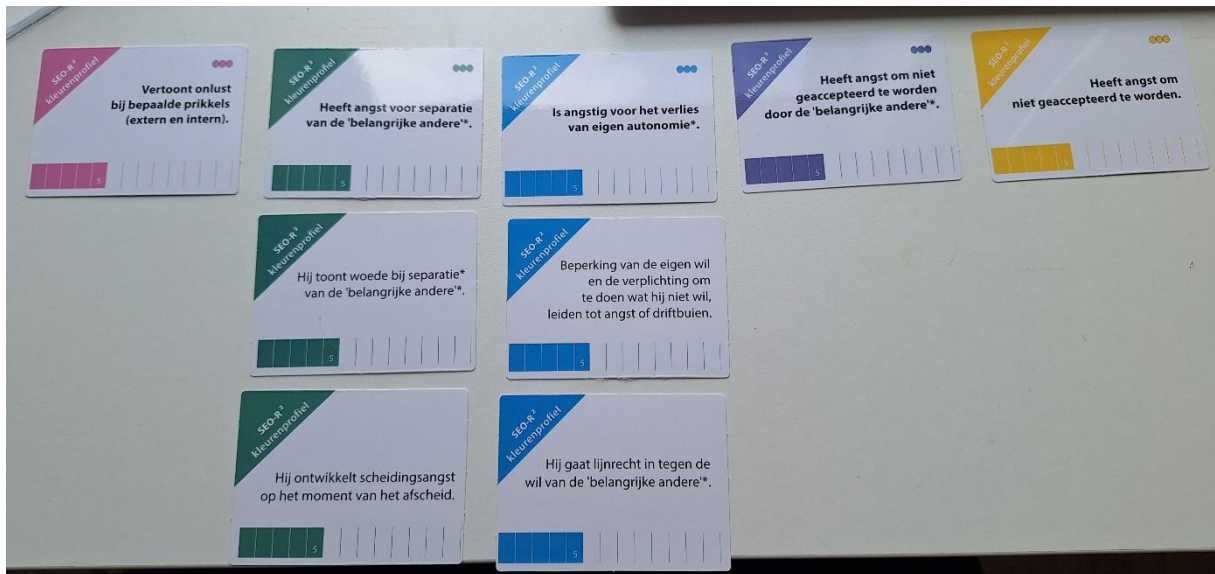 SEO-R²
kleurenprofiel
Vertoont onlust
bij bepaalde prikkels
(extern en intern).
5
SEO-R²
kleurenprofiel
Heeft angst voor separatie
van de 'belangrijke andere'*.
5
SEO-R²
kleurenprofiel
Is angstig voor het verlies
van eigen autonomie*.
5
SEO-R²
kleurenprofiel
Heeft angst om niet
geaccepteerd te worden
door de 'belangrijke andere'*.
5
SEO-R²
kleurenprofiel
Heeft angst om
niet geaccepteerd te worden.
5
SEO-R²
kleurenprofiel
Hij toont woede bij separatie*
van de 'belangrijke andere'*.
5
SEO-R²
kleurenprofiel
Beperking van de eigen wil
en de verplichting om
te doen wat hij niet wil,
leiden tot angst of driftbuien.
5
SEO-R²
kleurenprofiel
Hij ontwikkelt scheidingsangst
op het moment van het afscheid.
5
SEO-R²
kleurenprofiel
Hij gaat lijnrecht in tegen de
wil van de 'belangrijke andere'*.
5